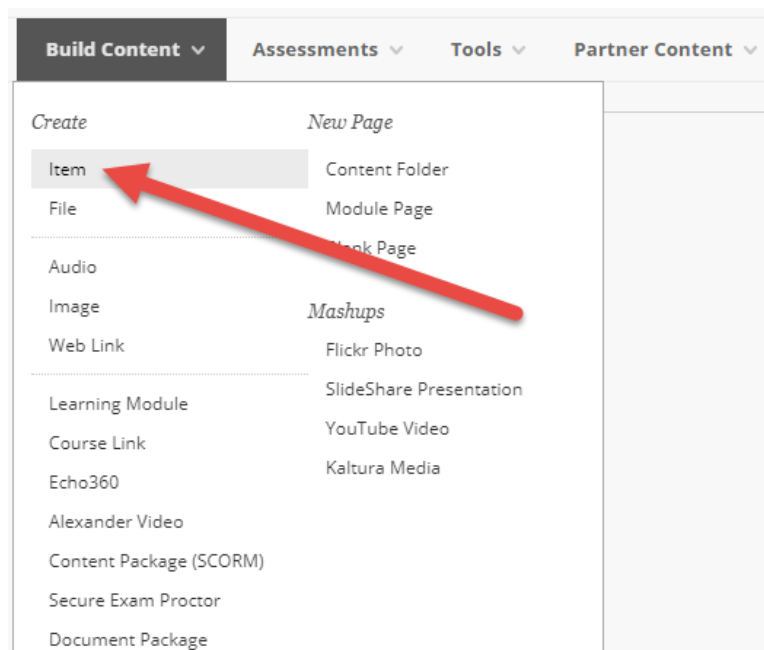 Build Content Assessments Tools Partner Content
Create
Item
File
Audio
Image
Web Link
Learning Module
Course Link
Echo360
Alexander Video
Content Package (SCORM)
Secure Exam Proctor
Document Package
New Page
Content Folder
Module Page
Page
Mashups
Flickr Photo
SlideShare Presentation
YouTube Video
Kaltura Media